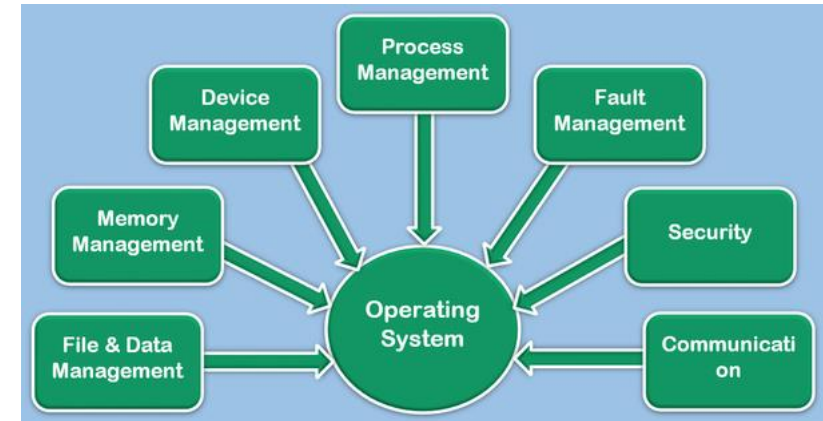 Process
Management
Device
Management
Fault
Management
Memory
Management
Security
Operating
System
File & Data
Management
Communicati
on